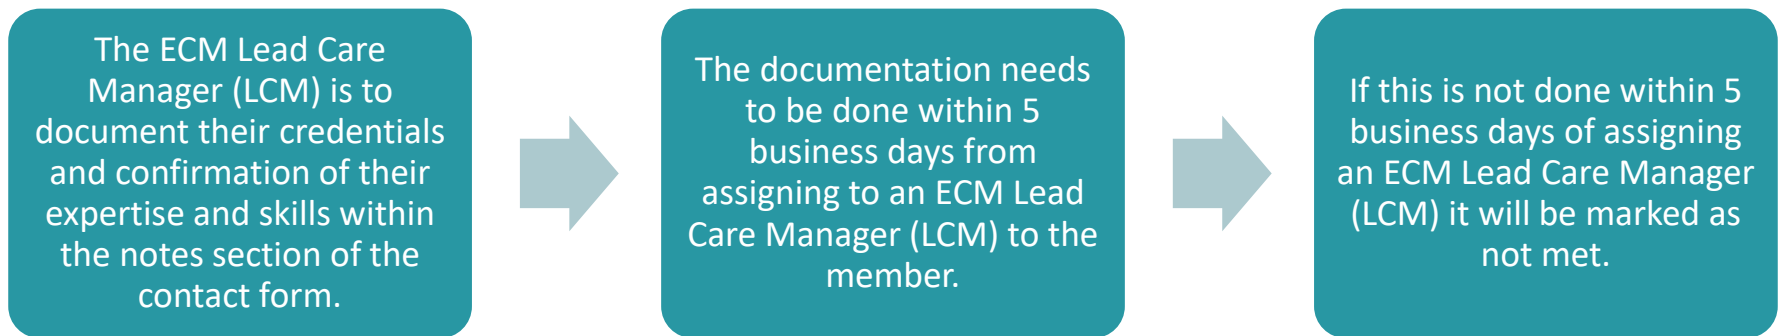 The ECM Lead Care
Manager (LCM) is to
document their credentials
and confirmation of their
expertise and skills within
the notes section of the
contact form.
The documentation needs
to be done within 5
business days from
assigning to an ECM Lead
Care Manager (LCM) to the
member.
If this is not done within 5
business days of assigning
an ECM Lead Care Manager
(LCM) it will be marked as
not met.